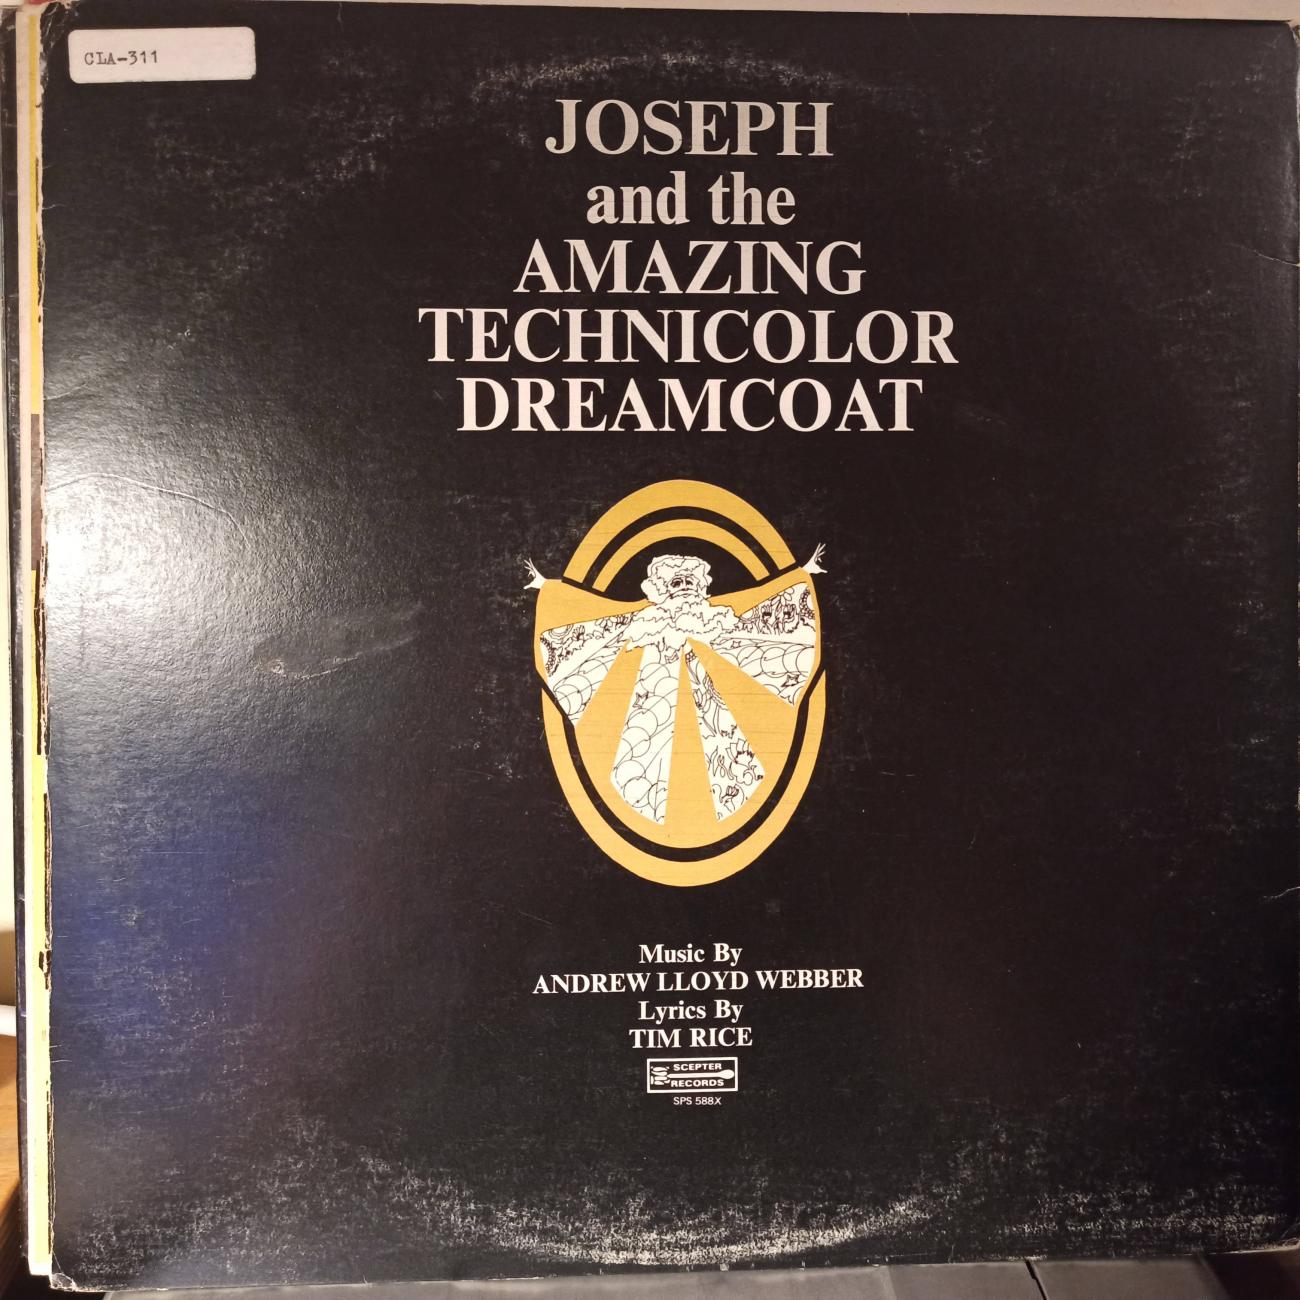 CLA-311
JOSEPH
and the
AMAZING
TECHNICOLOR
DREAMCOAT
Music By
ANDREW LLOYD WEBBER
Lyrics By
TIM RICE
SCEPTER
RECORDS
SPS 588X